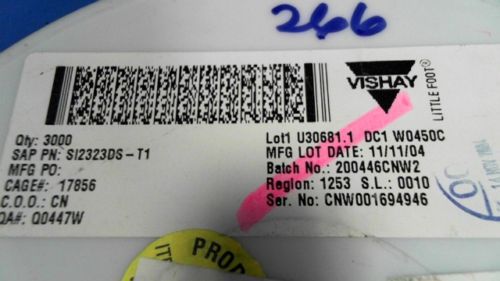 266
VISHAY
LITTLE FOOT®
Qty: 3000
SAP PN: SI2323DS-T1
MFG PO:
CAGE#: 17856
C.O.O.: CN
QA#: Q0447W
Lot1 U30681.1 DC1 W0450C
MFG LOT DATE: 11/11/04
Batch No.: 200446CNW2
Region: 1253 S.L.: 0010
Ser. No: CNW001694946
PROD